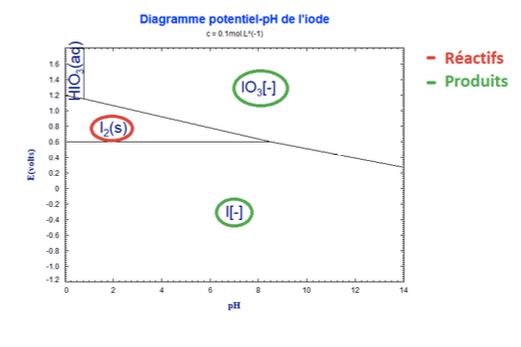 Diagramme potentiel-pH de l'iode
c = 0.1mol.L^(-1)
- Réactifs
- Produits
E(volts)
1.6
1.4
1.2
1.0
0.8
0.6
0.4
0.2
0
-0.2
-0.4
-0.6
-0.8
-1.0
-1.2
HIO3(aq)
IO3[-]
I2(s)
I[-]
0 2 4 6 8 10 12 14
pH